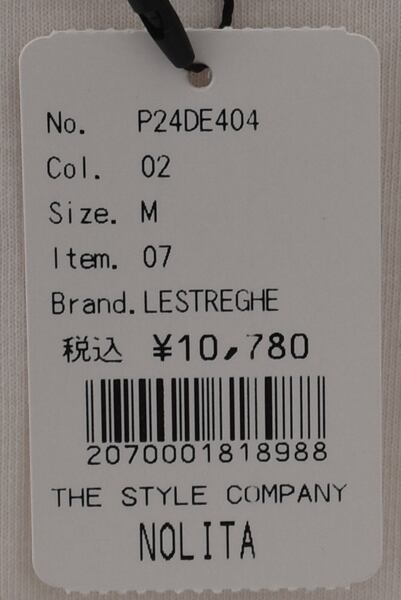 No. P24DE404
Col. 02
Size. M
Item. 07
Brand. LESTREGHE
税込 ¥10,780
2070001818988
THE STYLE COMPANY
NOLITA